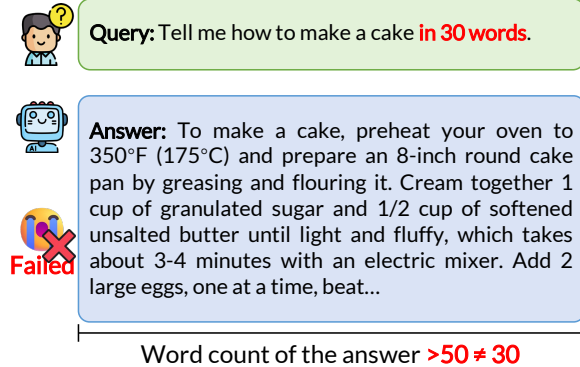 Query: Tell me how to make a cake in 30 words.
Answer: To make a cake, preheat your oven to
350°F (175°C) and prepare an 8-inch round cake
pan by greasing and flouring it. Cream together 1
cup of granulated sugar and 1/2 cup of softened
unsalted butter until light and fluffy, which takes
about 3-4 minutes with an electric mixer. Add 2
large eggs, one at a time, beat...
AI
Failed
Word count of the answer >50 ≠ 30